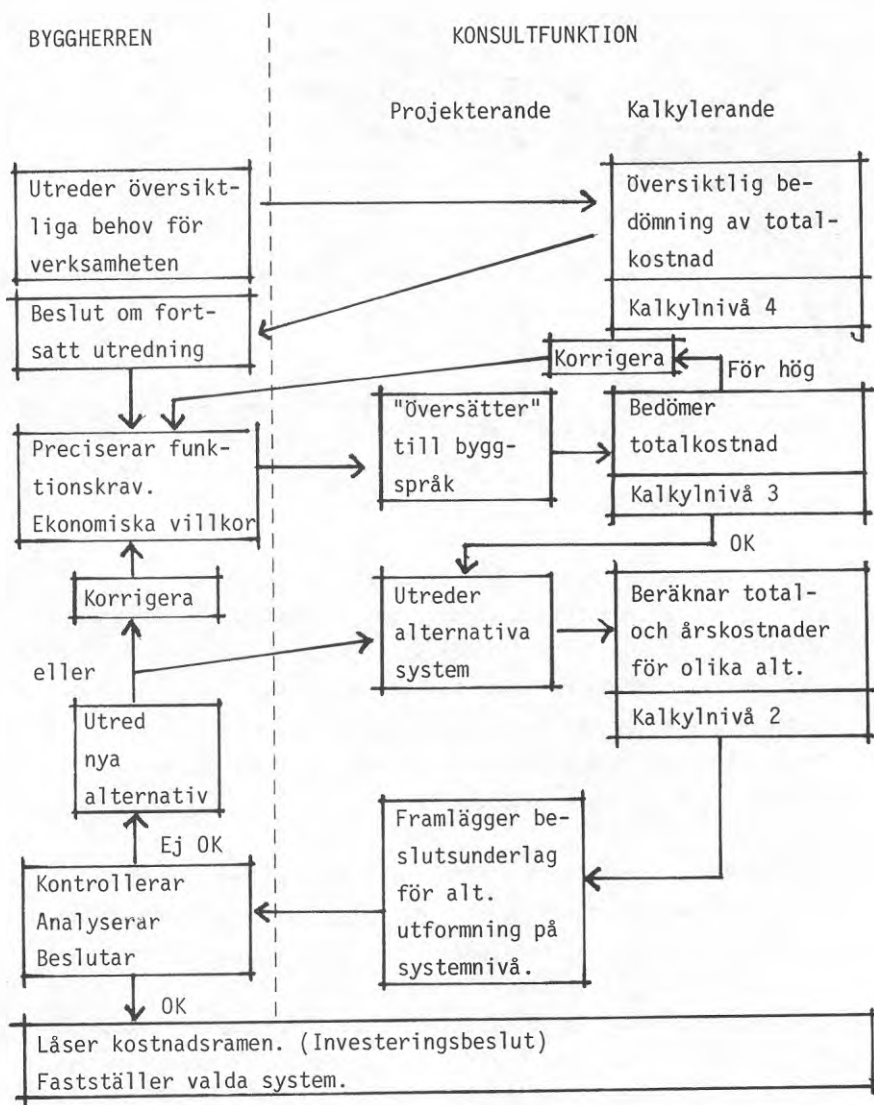 BYGGHERREN
KONSULTFUNKTION
Projekterande
Kalkylerande
Utreder översikt-
liga behov för
verksamheten
Översiktlig be-
dömning av total-
kostnad
Kalkylnivå 4
Beslut om fort-
satt utredning
Korrigera
För hög
Preciserar funk-
tionskrav.
Ekonomiska villkor
"Översätter"
till bygg-
språk
Bedömer
totalkostnad
Kalkylnivå 3
OK
Korrigera
eller
Utreder
alternativa
system
Beräknar total-
och årskostnader
för olika alt.
Kalkylnivå 2
Utred
nya
alternativ
Ej OK
Framlägger be-
slutsunderlag
för alt.
utformning på
systemnivå.
Kontrollerar
Analyserar
Beslutar
OK
Låser kostnadsramen. (Investeringsbeslut)
Fastställer valda system.